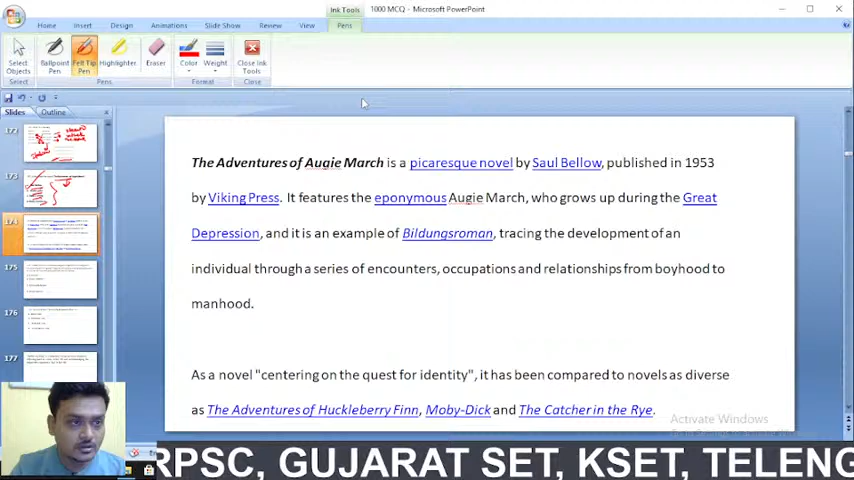 Ink Tools
1000 MCQ - Microsoft PowerPoint
Home Insert Design Animations Slide Show Review View Pens
Select Objects
Ballpoint Pen
Felt Tip Pen
Highlighter
Eraser
Color
Weight
Close Ink Tools
Select Pens Format Close
Slides Outline
172
173
174
175
176
177
The Adventures of Augie March is a picaresque novel by Saul Bellow, published in 1953
by Viking Press. It features the eponymous Augie March, who grows up during the Great
Depression, and it is an example of Bildungsroman, tracing the development of an
individual through a series of encounters, occupations and relationships from boyhood to
manhood.
As a novel "centering on the quest for identity", it has been compared to novels as diverse
as The Adventures of Huckleberry Finn, Moby-Dick and The Catcher in the Rye.
Activate Windows
RPSC, GUJARAT SET, KSET, TELENG